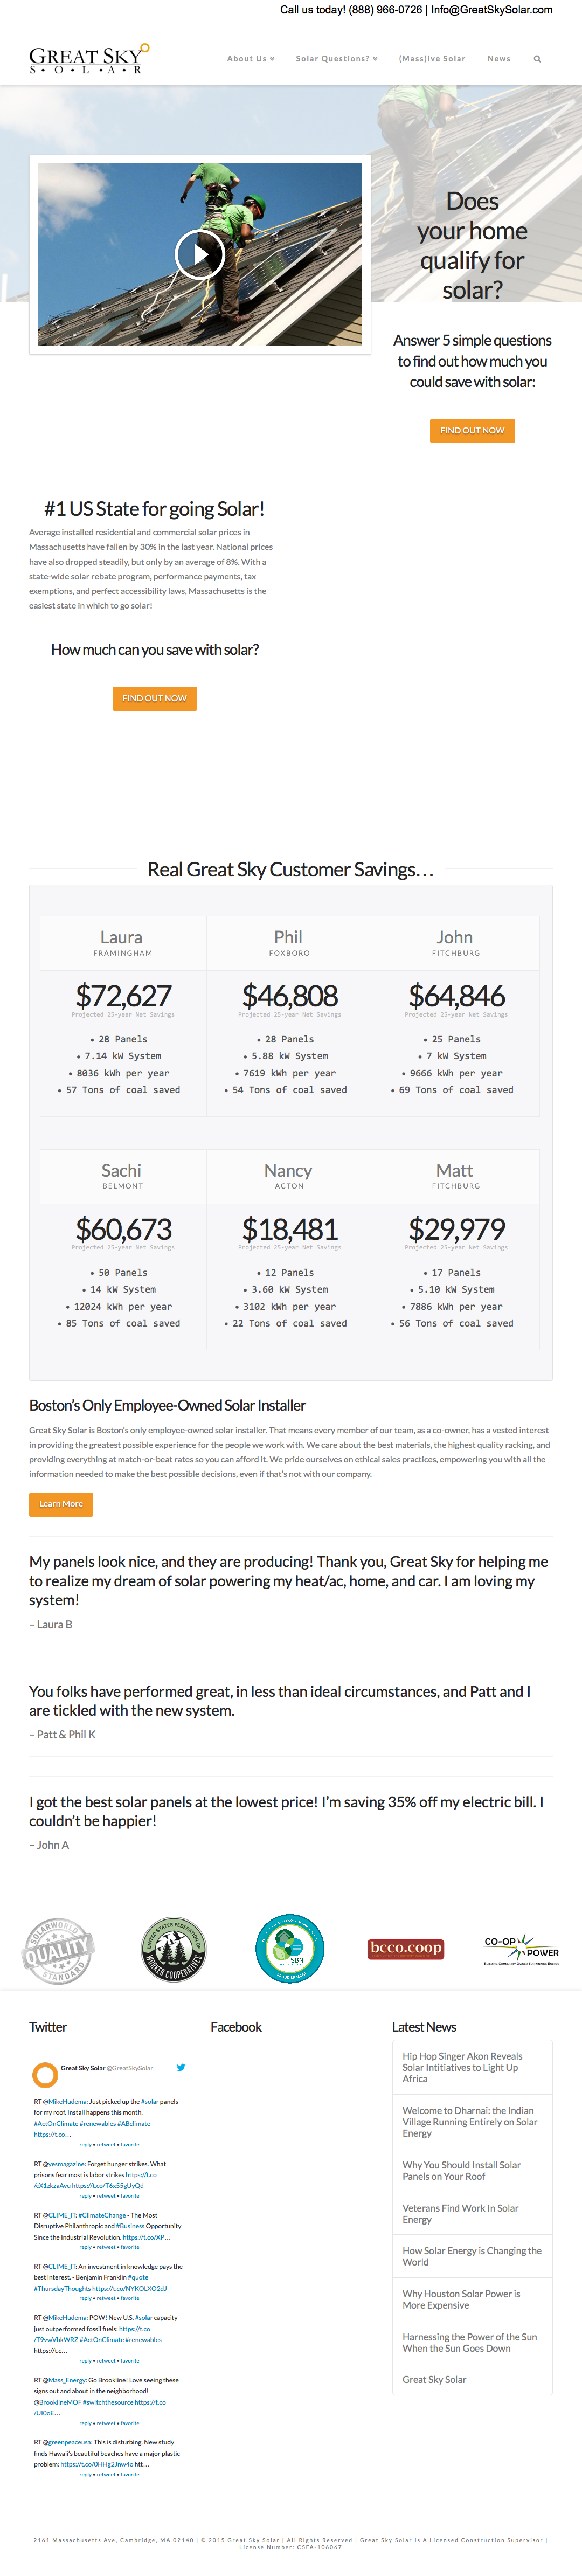 Call us today! (888) 966-0726 | Info@GreatSkySolar.com
GREAT SKY
S • O • L • A • R
About Us
Solar Questions?
(Mass)ive Solar
News
Does
your home
qualify for
solar?
Answer 5 simple questions
to find out how much you
could save with solar:
FIND OUT NOW
#1 US State for going Solar!
Average installed residential and commercial solar prices in
Massachusetts have fallen by 30% in the last year. National prices
have also dropped steadily, but only by an average of 8%. With a
state-wide solar rebate program, performance payments, tax
exemptions, and perfect accessibility laws, Massachusetts is the
easiest state in which to go solar!
How much can you save with solar?
FIND OUT NOW
Real Great Sky Customer Savings…
Laura
FRAMINGHAM
$72,627
Projected 25-year Net Savings
• 28 Panels
• 7.14 kW System
• 8036 kWh per year
• 57 Tons of coal saved
Phil
FOXBORO
$46,808
Projected 25-year Net Savings
• 28 Panels
• 5.88 kW System
• 7619 kWh per year
• 54 Tons of coal saved
John
FITCHBURG
$64,846
Projected 25-year Net Savings
• 25 Panels
• 7 kW System
• 9666 kWh per year
• 69 Tons of coal saved
Sachi
BELMONT
$60,673
Projected 25-year Net Savings
• 50 Panels
• 14 kW System
• 12024 kWh per year
• 85 Tons of coal saved
Nancy
ACTON
$18,481
Projected 25-year Net Savings
• 12 Panels
• 3.60 kW System
• 3102 kWh per year
• 22 Tons of coal saved
Matt
FITCHBURG
$29,979
Projected 25-year Net Savings
• 17 Panels
• 5.10 kW System
• 7886 kWh per year
• 56 Tons of coal saved
Boston's Only Employee-Owned Solar Installer
Great Sky Solar is Boston's only employee-owned solar installer. That means every member of our team, as a co-owner, has a vested interest
in providing the greatest possible experience for the people we work with. We care about the best materials, the highest quality racking, and
providing everything at match-or-beat rates so you can afford it. We pride ourselves on ethical sales practices, empowering you with all the
information needed to make the best possible decisions, even if that's not with our company.
Learn More
My panels look nice, and they are producing! Thank you, Great Sky for helping me
to realize my dream of solar powering my heat/ac, home, and car. I am loving my
system!
– Laura B
You folks have performed great, in less than ideal circumstances, and Patt and I
are tickled with the new system.
– Patt & Phil K
I got the best solar panels at the lowest price! I'm saving 35% off my electric bill. I
couldn't be happier!
– John A
SOLARWORLD
QUALITY
STANDARD
UNITED STATES FEDERATION OF
WORKER COOPERATIVES
SBN
bcco.coop
CO-OP POWER
Twitter
Great Sky Solar @GreatSkySolar
RT @MikeHudema: Just picked up the #solar panels
for my roof. Install happens this month.
#ActOnClimate #renewables #ABclimate
https://t.co…
reply • retweet • favorite
RT @yesmagazine: Forget hunger strikes. What
prisons fear most is labor strikes https://t.co
/cX1zkzaAvu https://t.co/T6x55gUyQd
reply • retweet • favorite
RT @CLIME_IT: #ClimateChange - The Most
Disruptive Philanthropic and #Business Opportunity
Since the Industrial Revolution. https://t.co/XP…
reply • retweet • favorite
RT @CLIME_IT: An investment in knowledge pays the
best interest. - Benjamin Franklin #quote
#ThursdayThoughts https://t.co/NYKOLXO2dJ
reply • retweet • favorite
RT @MikeHudema: POW! New U.S. #solar capacity
just outperformed fossil fuels: https://t.co
/T9vwVhkWRZ #ActOnClimate #renewables
https://t.c…
reply • retweet • favorite
RT @Mass_Energy: Go Brookline! Love seeing these
signs out and about in the neighborhood!
@BrooklineMOF #switchthesource https://t.co
/UI0oE…
reply • retweet • favorite
RT @greenpeaceusa: This is disturbing. New study
finds Hawaii's beautiful beaches have a major plastic
problem: https://t.co/0HHg2Jnw4o htt…
reply • retweet • favorite
Facebook
Latest News
Hip Hop Singer Akon Reveals
Solar Intitiatives to Light Up
Africa
Welcome to Dharnai: the Indian
Village Running Entirely on Solar
Energy
Why You Should Install Solar
Panels on Your Roof
Veterans Find Work In Solar
Energy
How Solar Energy is Changing the
World
Why Houston Solar Power is
More Expensive
Harnessing the Power of the Sun
When the Sun Goes Down
Great Sky Solar
2161 Massachusetts Ave, Cambridge, MA 02140 | © 2015 Great Sky Solar | All Rights Reserved | Great Sky Solar Is A Licensed Construction Supervisor |
License Number: CSFA-106067